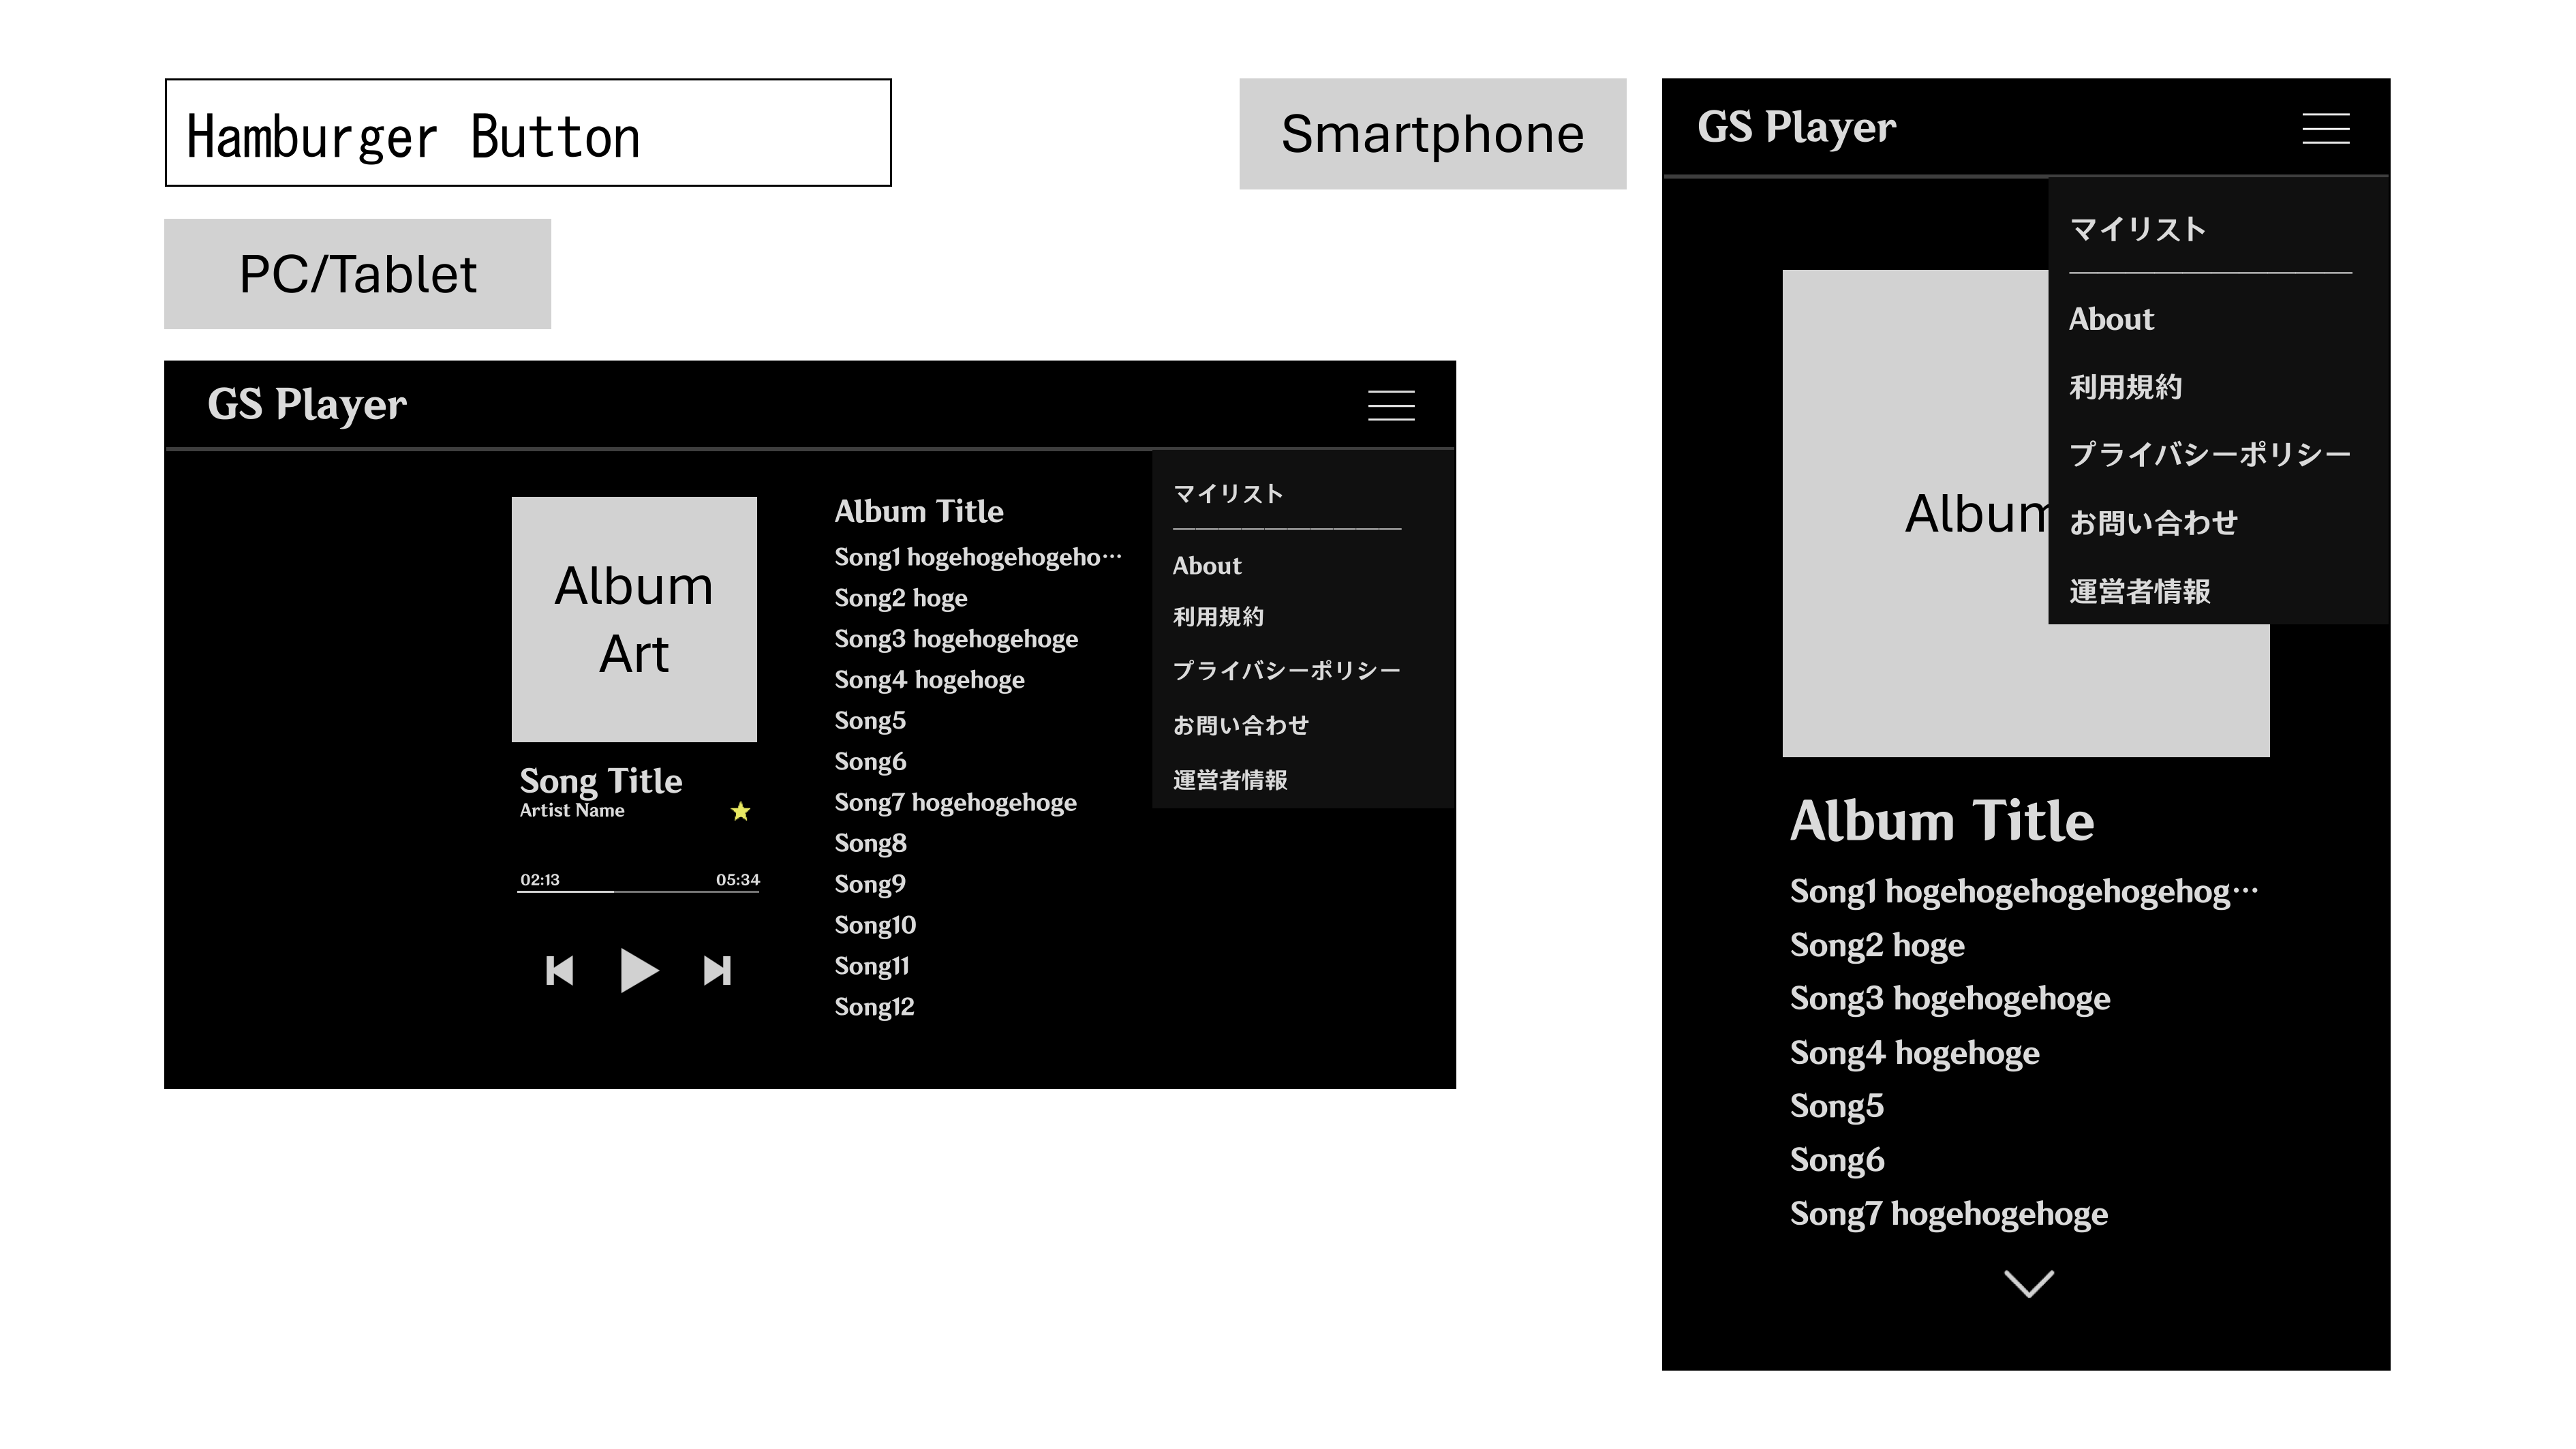 Hamburger Button
PC/Tablet
GS Player
Album
Art
Song Title
Artist Name
02:13 05:34
Album Title
Song1 hogehogehogeho…
Song2 hoge
Song3 hogehogehoge
Song4 hogehoge
Song5
Song6
Song7 hogehogehoge
Song8
Song9
Song10
Song11
Song12
マイリスト
About
利用規約
プライバシーポリシー
お問い合わせ
運営者情報
Smartphone
GS Player
マイリスト
About
利用規約
プライバシーポリシー
お問い合わせ
運営者情報
Album
Album Title
Song1 hogehogehogehogehog…
Song2 hoge
Song3 hogehogehoge
Song4 hogehoge
Song5
Song6
Song7 hogehogehoge